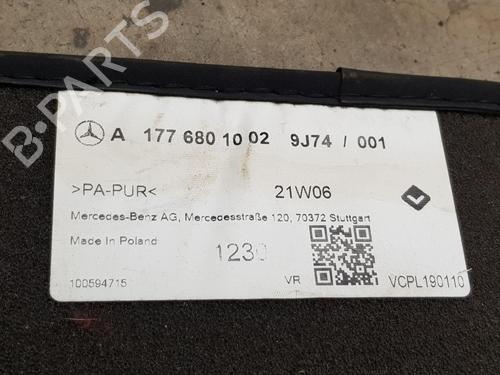 B-PARTS
A 177 680 10 02 9J74 / 001
>PA-PUR< 21W06
Mercedes-Benz AG, Mercedesstraße 120, 70372 Stuttgart
Made In Poland 1230
100594715 VR VCPL190110